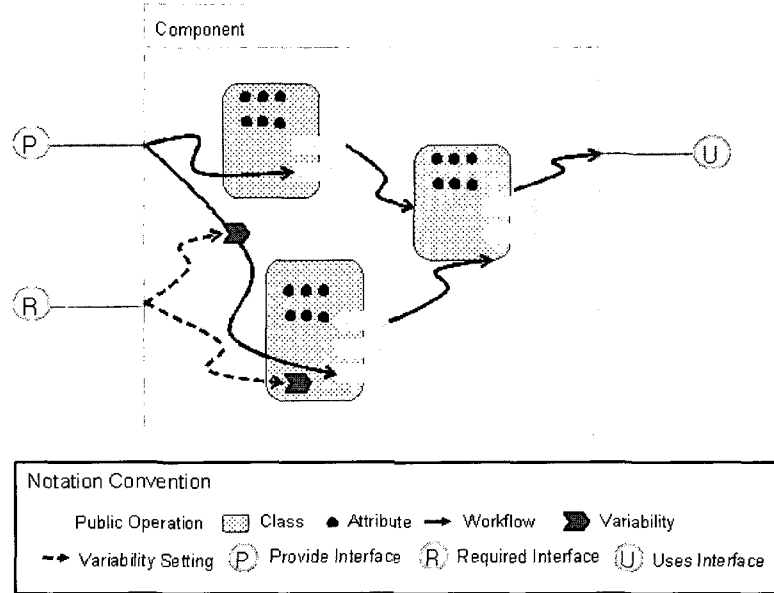 Component
P
U
R
Notation Convention
Public Operation Class Attribute Workflow Variability
Variability Setting P Provide Interface R Required Interface U Uses Interface